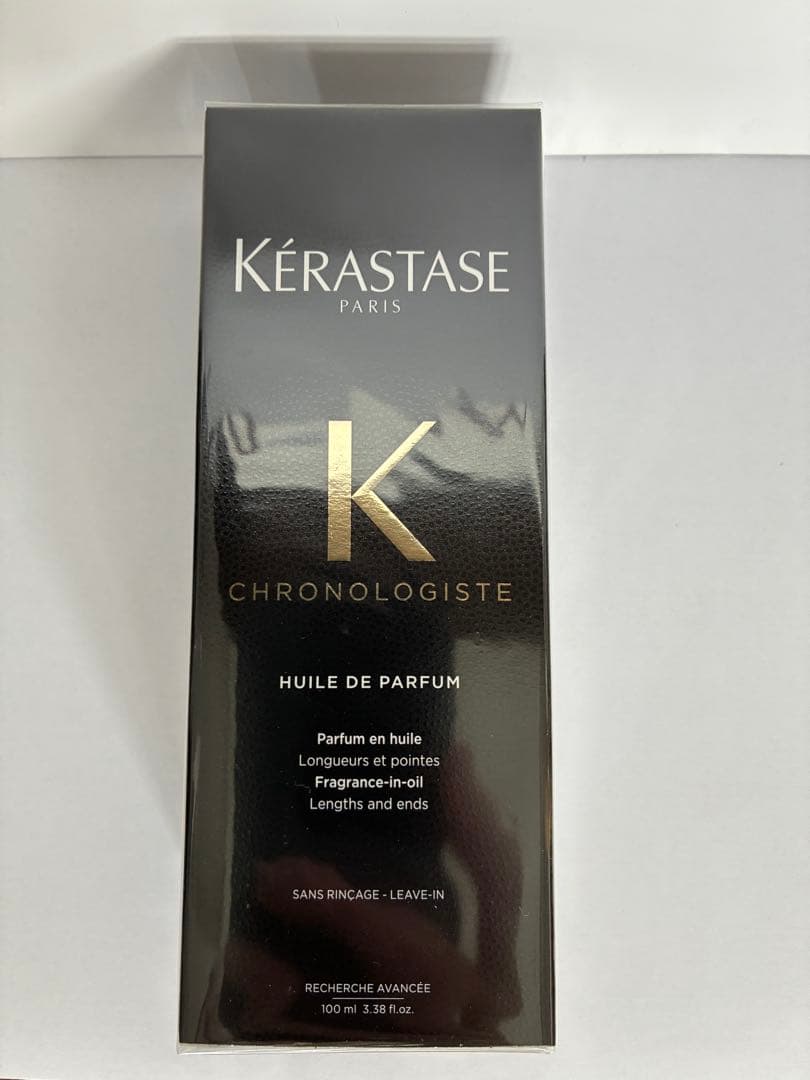 KÉRASTASE
PARIS
K
CHRONOLOGISTE
HUILE DE PARFUM
Parfum en huile
Longueurs et pointes
Fragrance-in-oil
Lengths and ends
SANS RINÇAGE - LEAVE-IN
RECHERCHE AVANCÉE
100 ml 3.38 fl.oz.